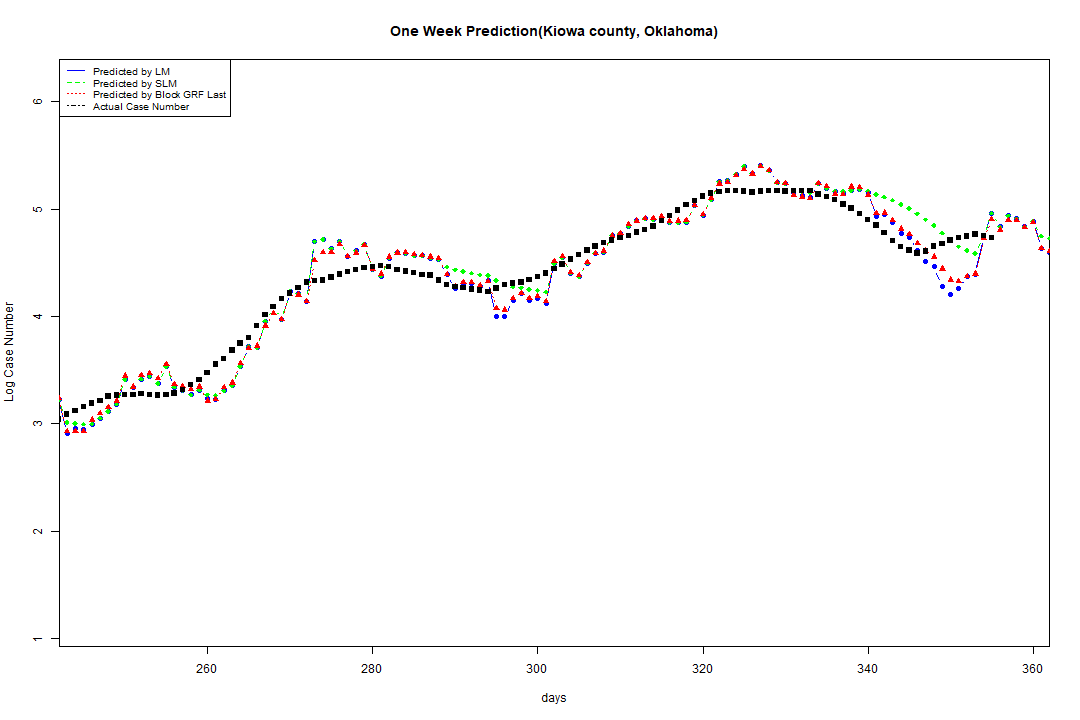 One Week Prediction(Kiowa county, Oklahoma)
Predicted by LM
Predicted by SLM
Predicted by Block GRF Last
Actual Case Number
6
5
4
3
2
1
Log Case Number
260 280 300 320 340 360
days